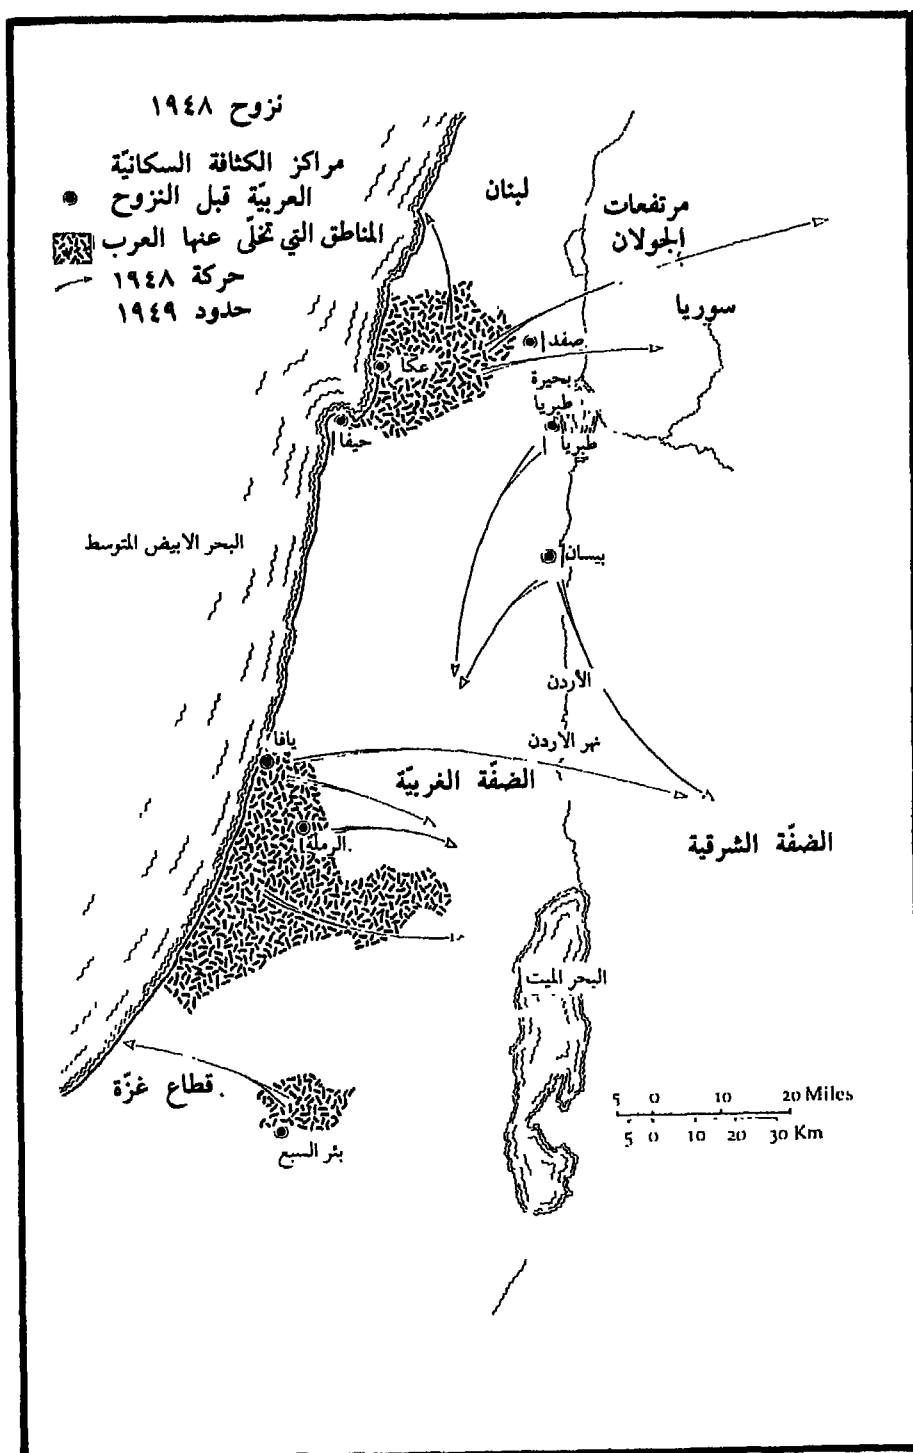 نزوح ١٩٤٨
مراكز الكثافة السكانيّة
العربيّة قبل النزوح
المناطق التي تخلّى عنها العرب
حركة ١٩٤٨
حدود ١٩٤٩
لبنان
مرتفعات
الجولان
سوريا
صفد
عكا
بحيرة
طبريا
طبريا
حيفا
البحر الابيض المتوسط
بيسان
الأردن
نهر الاردن
يافا
الضفّة الغربيّة
الضفّة الشرقية
الرملة
البحر الميت
قطاع غزّة
بئر السبع
5 0 10 20 Miles
5 0 10 20 30 Km